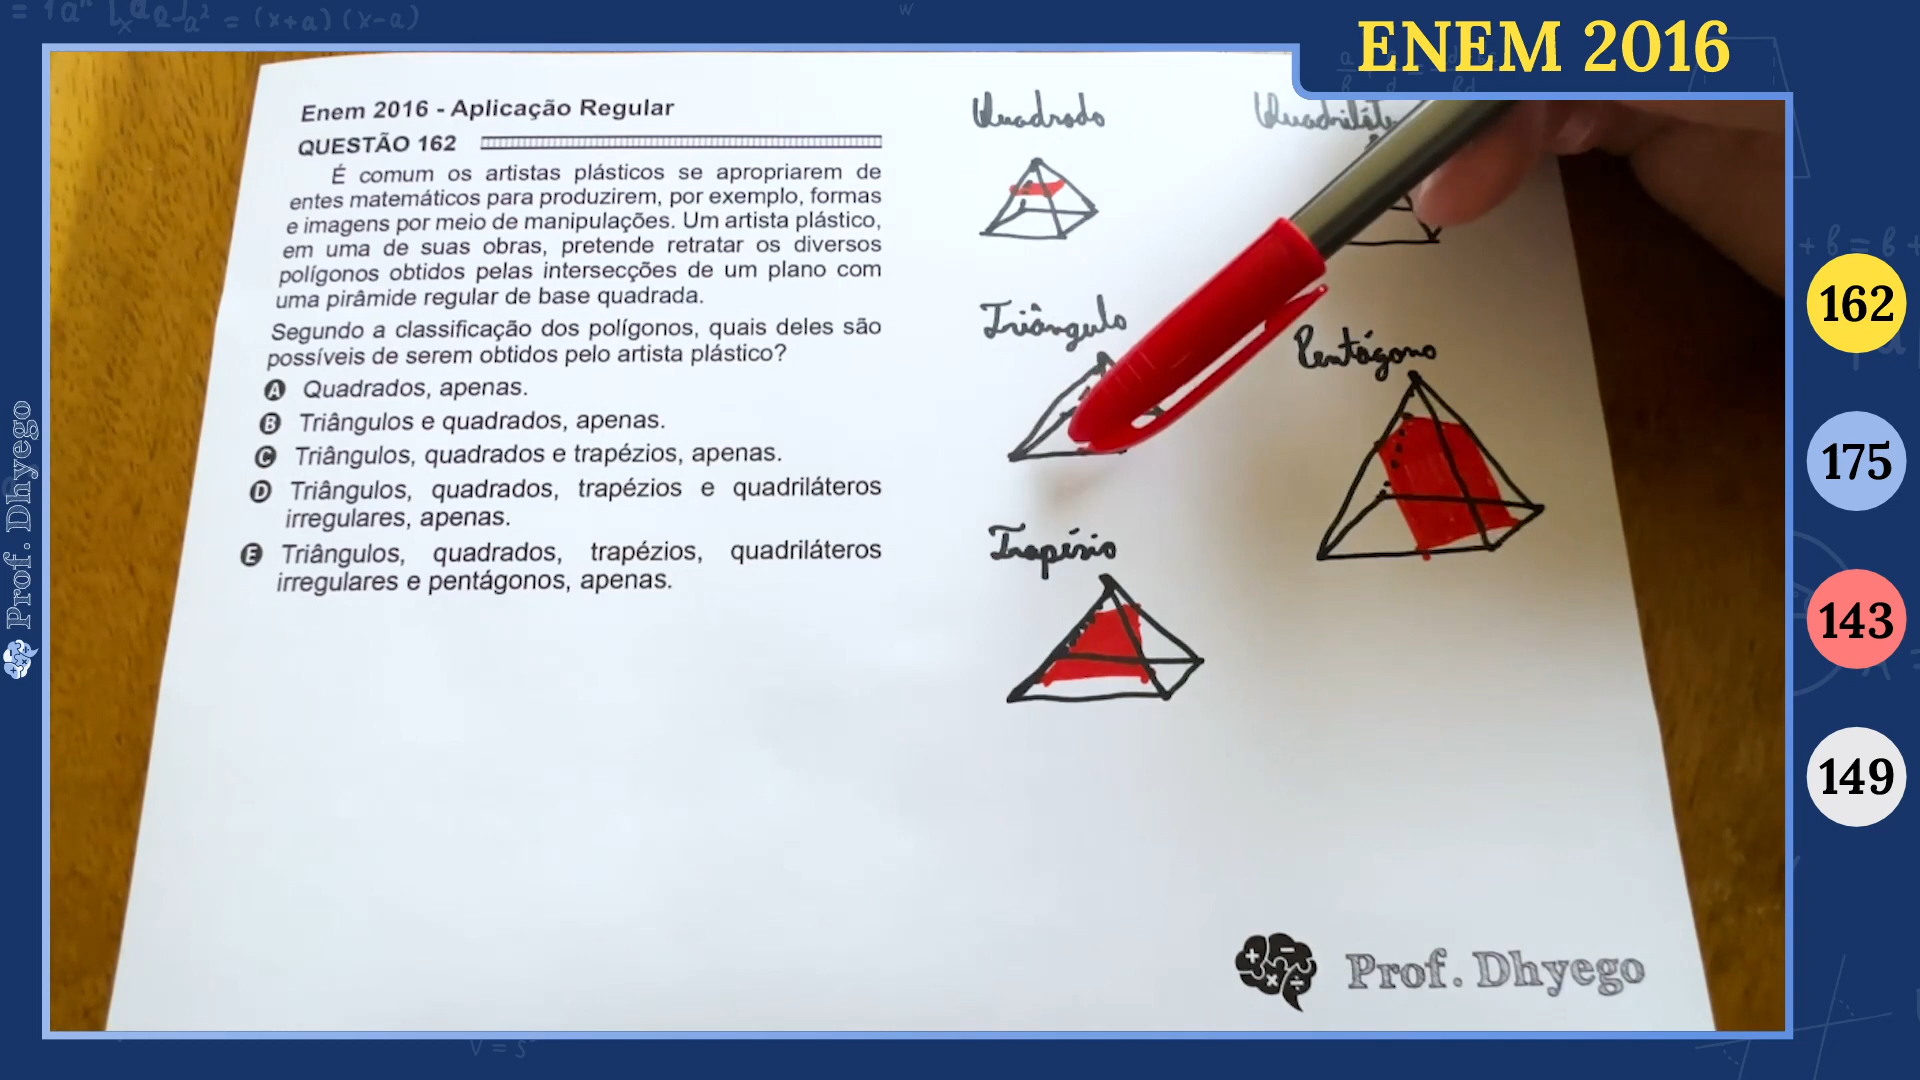 ENEM 2016
Enem 2016 - Aplicação Regular
QUESTÃO 162
É comum os artistas plásticos se apropriarem de
entes matemáticos para produzirem, por exemplo, formas
e imagens por meio de manipulações. Um artista plástico,
em uma de suas obras, pretende retratar os diversos
polígonos obtidos pelas intersecções de um plano com
uma pirâmide regular de base quadrada.
Segundo a classificação dos polígonos, quais deles são
possíveis de serem obtidos pelo artista plástico?
A Quadrados, apenas.
B Triângulos e quadrados, apenas.
C Triângulos, quadrados e trapézios, apenas.
D Triângulos, quadrados, trapézios e quadriláteros
irregulares, apenas.
E Triângulos, quadrados, trapézios, quadriláteros
irregulares e pentágonos, apenas.
Quadrado
Triângulo
Pentágono
Trapésio
162
175
143
149
Prof. Dhyego
Prof. Dhyego